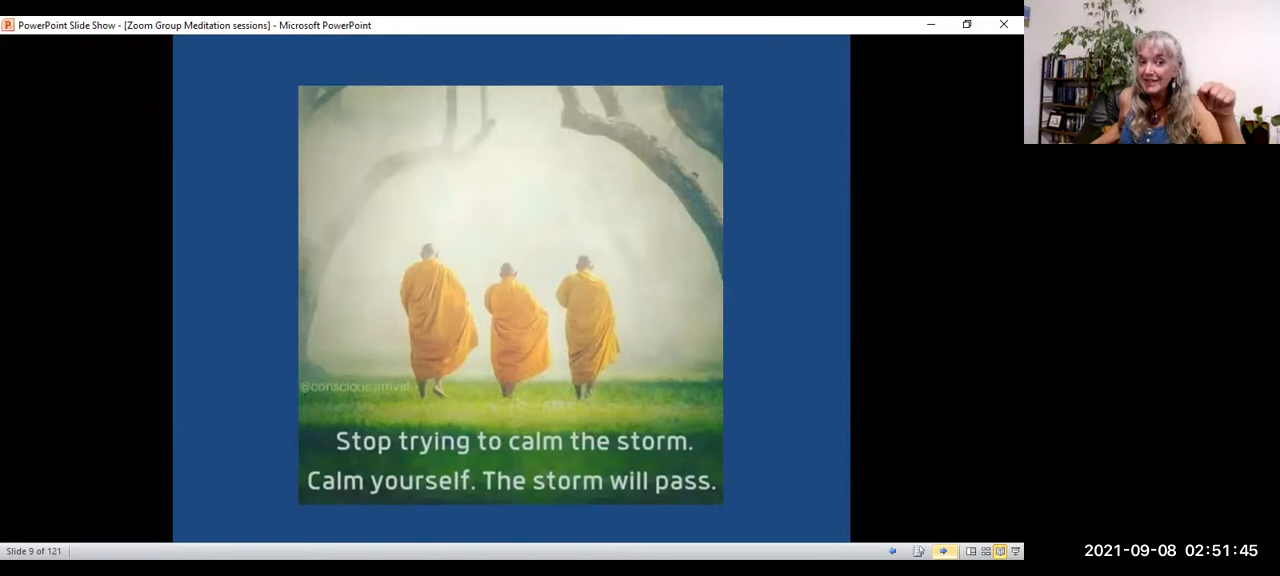 PowerPoint Slide Show - [Zoom Group Meditation sessions] - Microsoft PowerPoint
@consciousarrival
Stop trying to calm the storm.
Calm yourself. The storm will pass.
Slide 9 of 121
2021-09-08 02:51:45